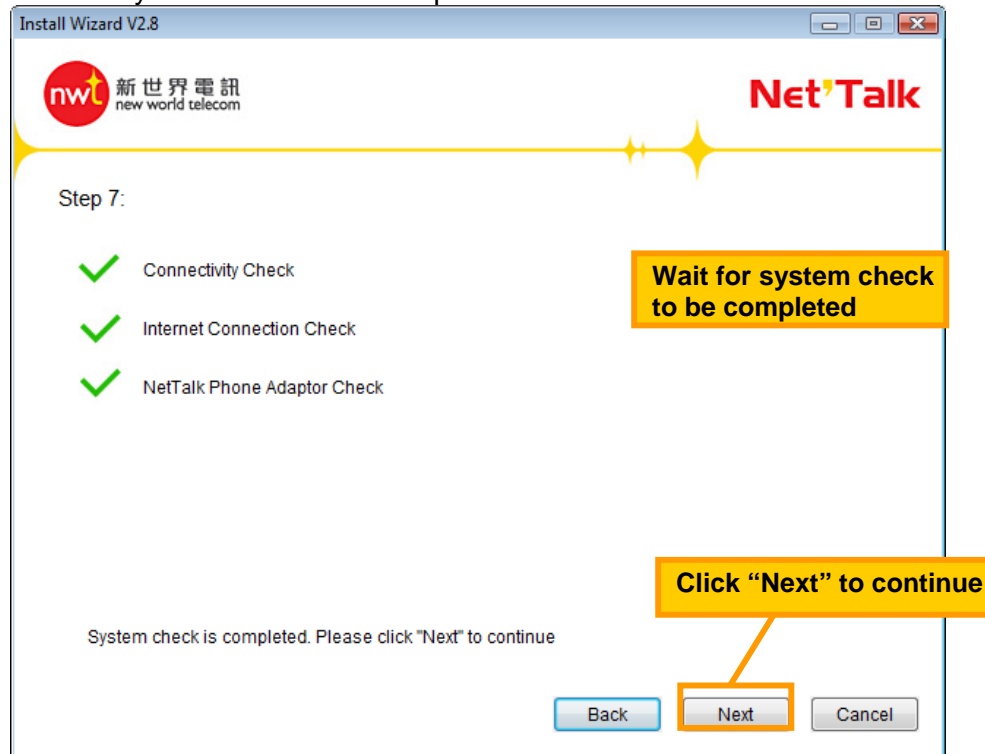 Install Wizard V2.8
nwt 新世界電訊
new world telecom
Net'Talk
Step 7:
Connectivity Check
Wait for system check
to be completed
Internet Connection Check
NetTalk Phone Adaptor Check
Click “Next” to continue
System check is completed. Please click "Next" to continue
Back
Next
Cancel